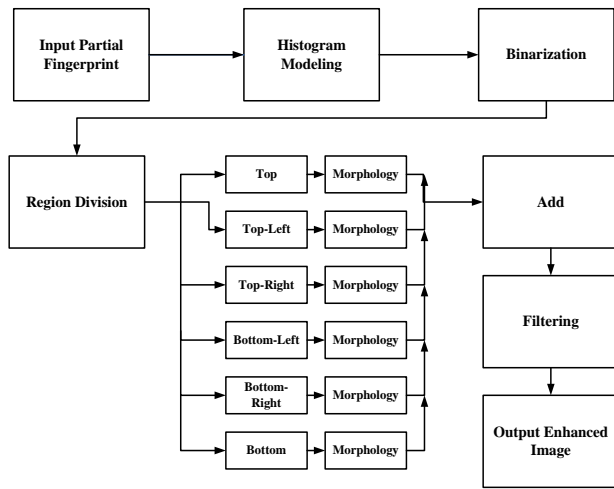 Input Partial
Fingerprint
Histogram
Modeling
Binarization
Region Division
Top
Morphology
Top-Left
Morphology
Top-Right
Morphology
Bottom-Left
Morphology
Bottom-
Right
Morphology
Bottom
Morphology
Add
Filtering
Output Enhanced
Image